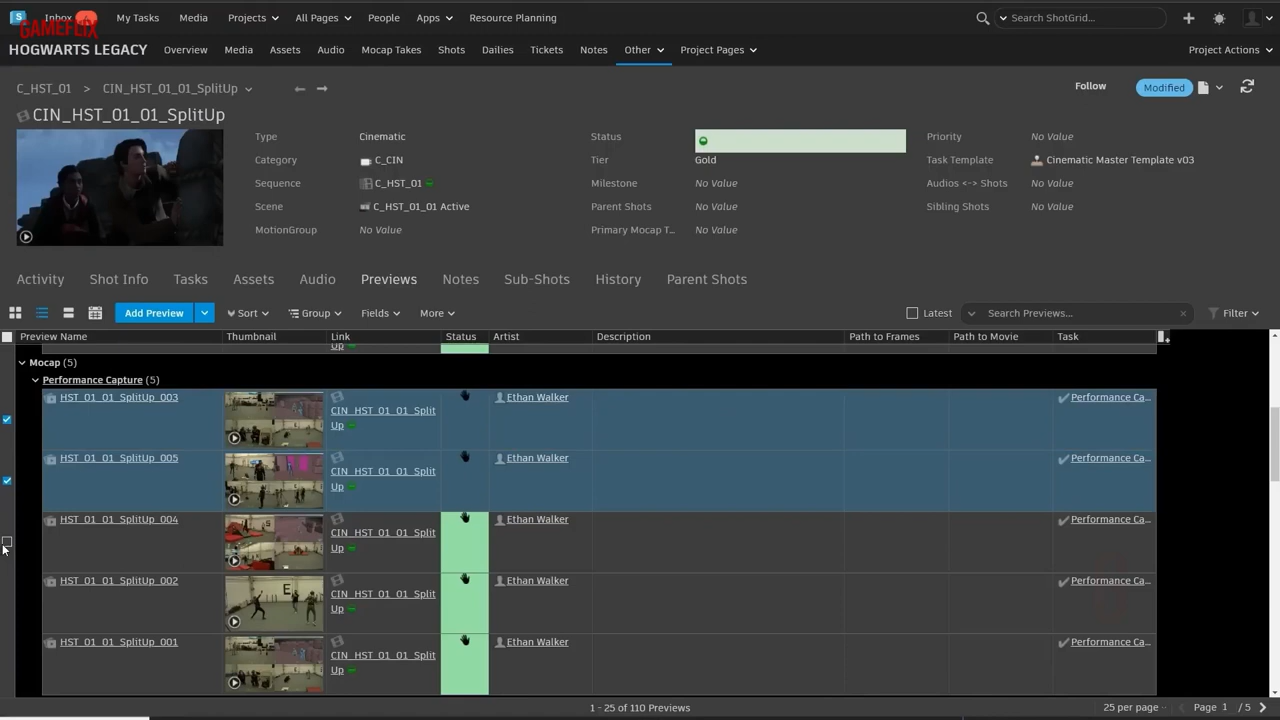 Inbox
My Tasks Media Projects All Pages People Apps Resource Planning Search ShotGrid...
GAMEFLIX
HOGWARTS LEGACY Overview Media Assets Audio Mocap Takes Shots Dailies Tickets Notes Other Project Pages Project Actions
C_HST_01 > CIN_HST_01_01_SplitUp Follow Modified
CIN_HST_01_01_SplitUp
Type Cinematic Status Priority No Value
Category C_CIN Tier Gold Task Template Cinematic Master Template v03
Sequence C_HST_01 Milestone No Value Audios <-> Shots No Value
Scene C_HST_01_01 Active Parent Shots No Value Sibling Shots No Value
MotionGroup No Value Primary Mocap T... No Value
Activity Shot Info Tasks Assets Audio Previews Notes Sub-Shots History Parent Shots
Add Preview Sort Group Fields More Latest Search Previews... Filter
Preview Name Thumbnail Link Status Artist Description Path to Frames Path to Movie Task
Up
Mocap (5)
Performance Capture (5)
HST_01_01_SplitUp_003 CIN_HST_01_01_Split Ethan Walker Performance Ca...
Up
HST_01_01_SplitUp_005 CIN_HST_01_01_Split Ethan Walker Performance Ca...
Up
HST_01_01_SplitUp_004 CIN_HST_01_01_Split Ethan Walker Performance Ca...
Up
HST_01_01_SplitUp_002 CIN_HST_01_01_Split Ethan Walker Performance Ca...
Up
HST_01_01_SplitUp_001 CIN_HST_01_01_Split Ethan Walker Performance Ca...
Up
1 - 25 of 110 Previews 25 per page Page 1 / 5